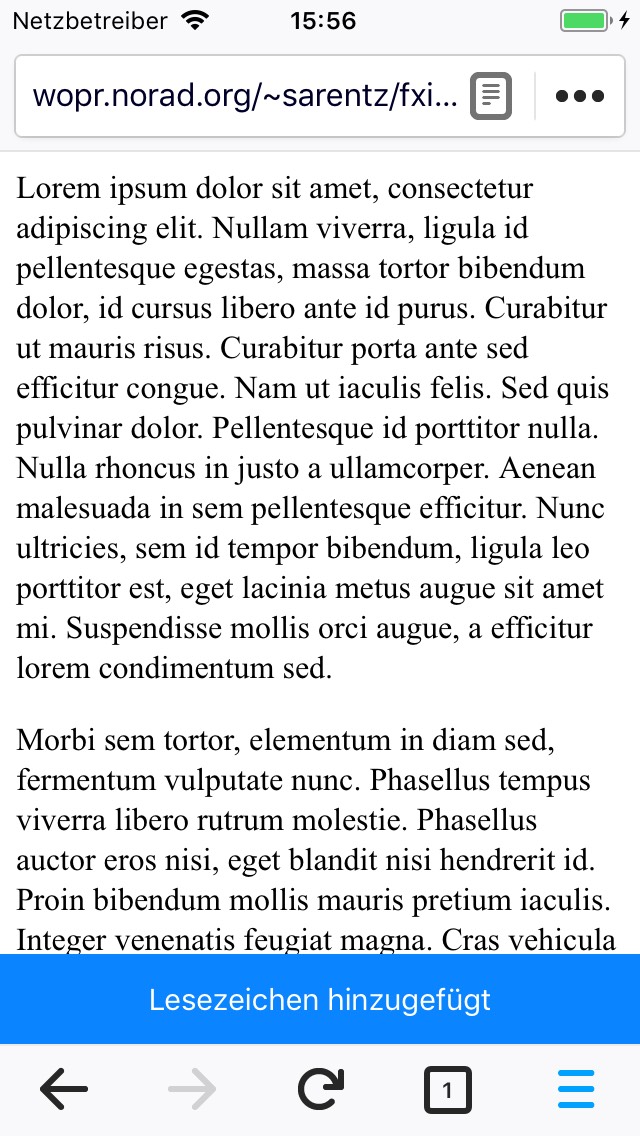 Netzbetreiber 15:56
wopr.norad.org/~sarentz/fxi...
Lorem ipsum dolor sit amet, consectetur
adipiscing elit. Nullam viverra, ligula id
pellentesque egestas, massa tortor bibendum
dolor, id cursus libero ante id purus. Curabitur
ut mauris risus. Curabitur porta ante sed
efficitur congue. Nam ut iaculis felis. Sed quis
pulvinar dolor. Pellentesque id porttitor nulla.
Nulla rhoncus in justo a ullamcorper. Aenean
malesuada in sem pellentesque efficitur. Nunc
ultricies, sem id tempor bibendum, ligula leo
porttitor est, eget lacinia metus augue sit amet
mi. Suspendisse mollis orci augue, a efficitur
lorem condimentum sed.
Morbi sem tortor, elementum in diam sed,
fermentum vulputate nunc. Phasellus tempus
viverra libero rutrum molestie. Phasellus
auctor eros nisi, eget blandit nisi hendrerit id.
Proin bibendum mollis mauris pretium iaculis.
Integer venenatis feugiat magna. Cras vehicula
Lesezeichen hinzugefügt
1